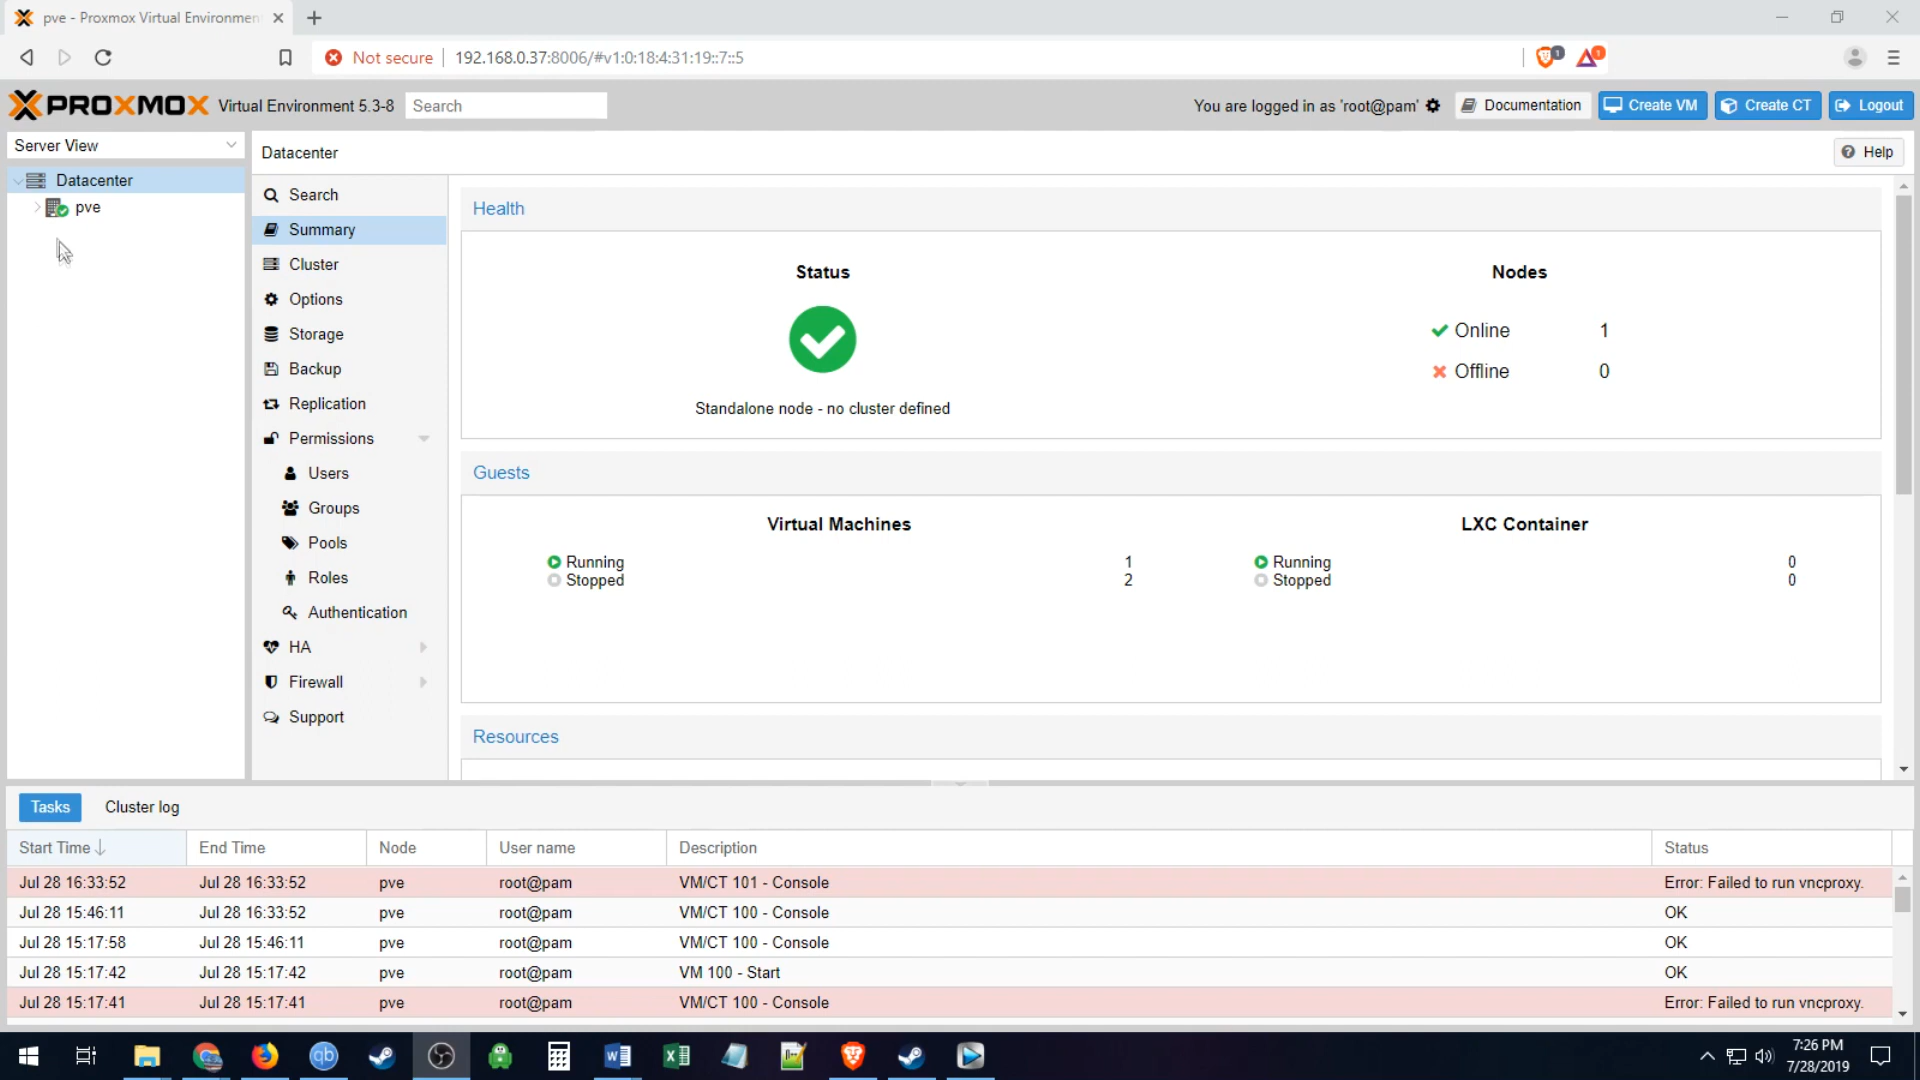 pve - Proxmox Virtual Environmen
Not secure
192.168.0.37:8006/#v1:0:18:4:31:19::7::5
1
1
PROXMOX Virtual Environment 5.3-8
Search
You are logged in as 'root@pam'
Documentation
Create VM
Create CT
Logout
Server View
Datacenter
pve
Datacenter
Help
Search
Summary
Cluster
Options
Storage
Backup
Replication
Permissions
Users
Groups
Pools
Roles
Authentication
HA
Firewall
Support
Health
Status
Standalone node - no cluster defined
Nodes
Online 1
Offline 0
Guests
Virtual Machines
Running 1
Stopped 2
LXC Container
Running 0
Stopped 0
Resources
Tasks
Cluster log
Start Time End Time Node User name Description Status
Jul 28 16:33:52 Jul 28 16:33:52 pve root@pam VM/CT 101 - Console Error: Failed to run vncproxy.
Jul 28 15:46:11 Jul 28 16:33:52 pve root@pam VM/CT 100 - Console OK
Jul 28 15:17:58 Jul 28 15:46:11 pve root@pam VM/CT 100 - Console OK
Jul 28 15:17:42 Jul 28 15:17:42 pve root@pam VM 100 - Start OK
Jul 28 15:17:41 Jul 28 15:17:41 pve root@pam VM/CT 100 - Console Error: Failed to run vncproxy.
qb
7:26 PM
7/28/2019